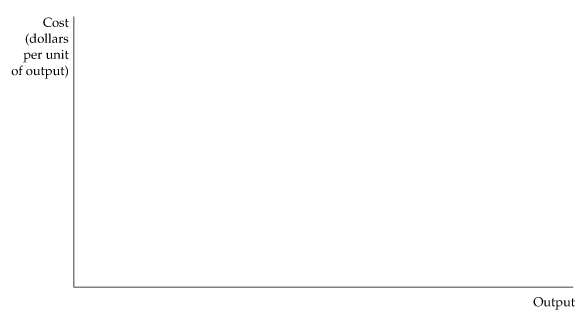 Cost
(dollars
per unit
of output)
Output